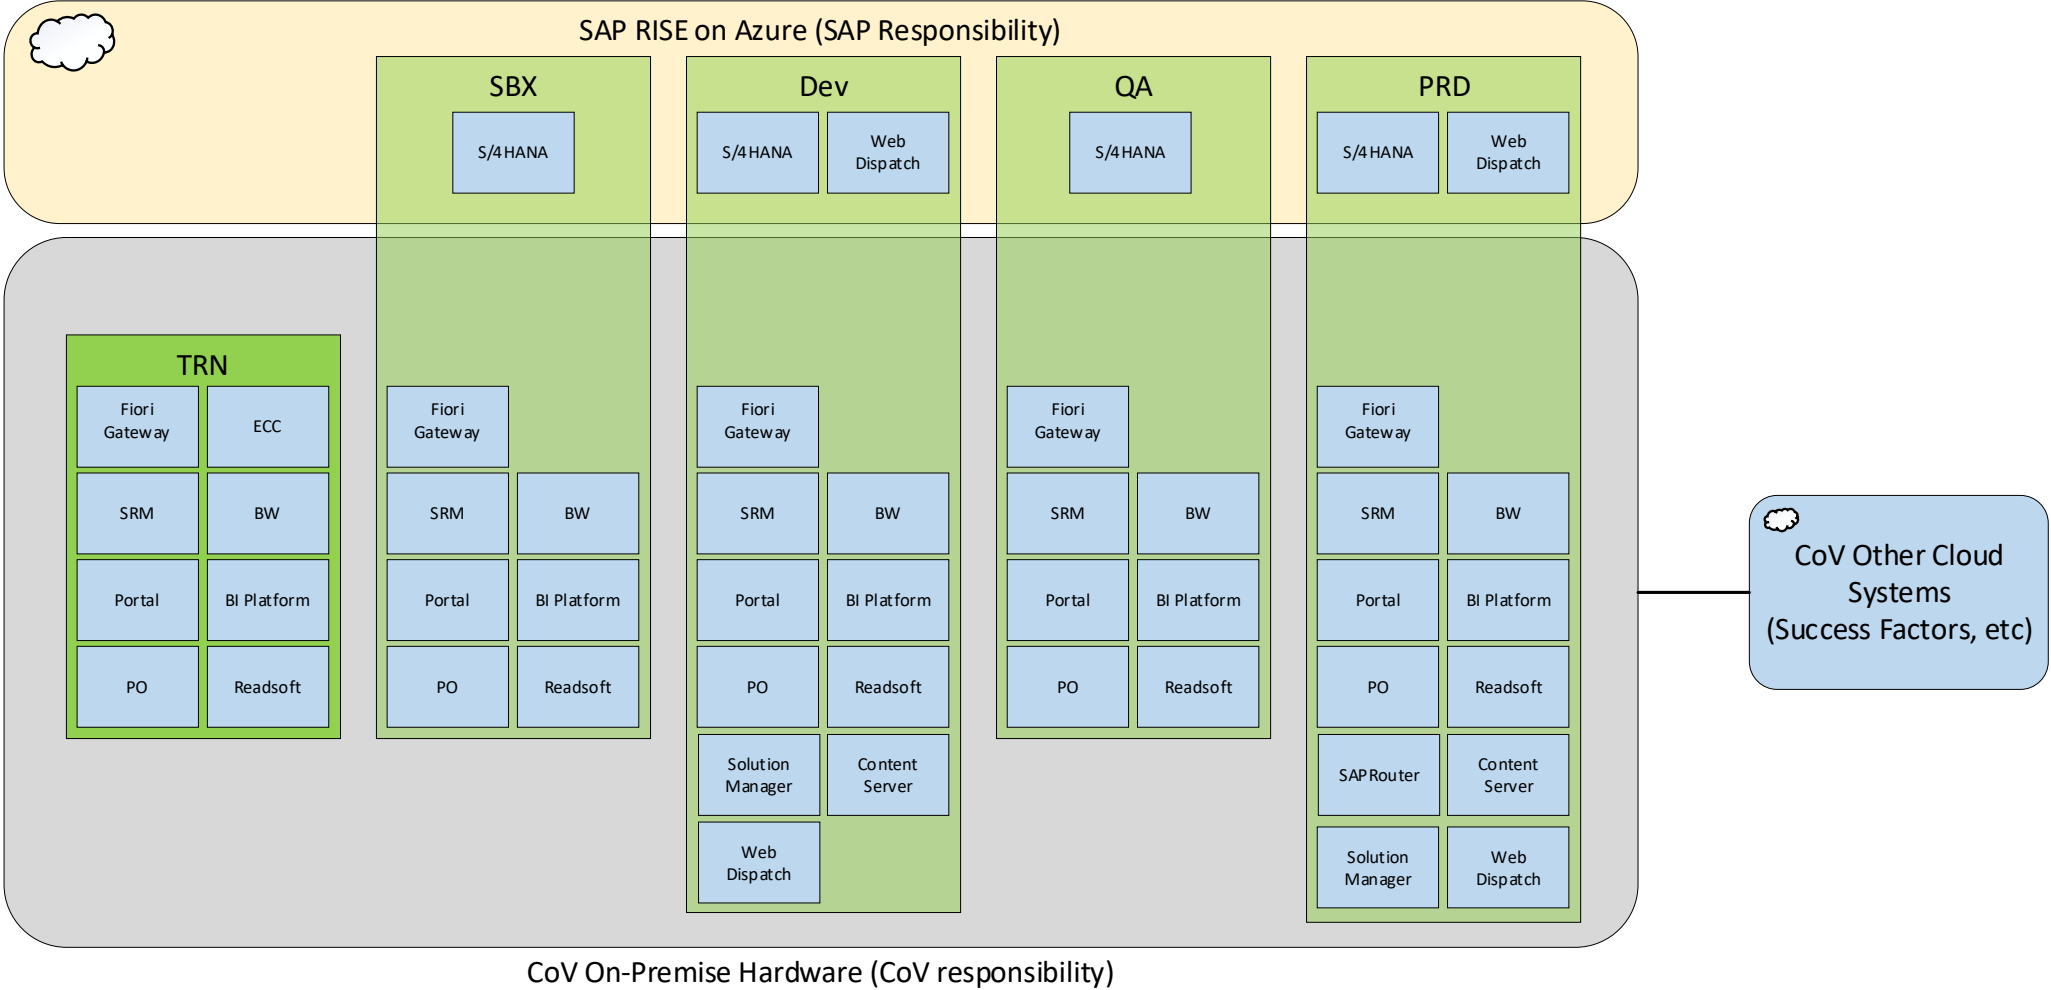 SAP RISE on Azure (SAP Responsibility)
SBX
S/4HANA
Dev
S/4HANA
Web
Dispatch
QA
S/4HANA
PRD
S/4HANA
Web
Dispatch
TRN
Fiori
Gateway
ECC
SRM
BW
Portal
BI Platform
PO
Readsoft
Fiori
Gateway
SRM
BW
Portal
BI Platform
PO
Readsoft
Fiori
Gateway
SRM
BW
Portal
BI Platform
PO
Readsoft
Solution
Manager
Content
Server
Web
Dispatch
Fiori
Gateway
SRM
BW
Portal
BI Platform
PO
Readsoft
Fiori
Gateway
SRM
BW
Portal
BI Platform
PO
Readsoft
SAPRouter
Content
Server
Solution
Manager
Web
Dispatch
CoV Other Cloud
Systems
(Success Factors, etc)
CoV On-Premise Hardware (CoV responsibility)